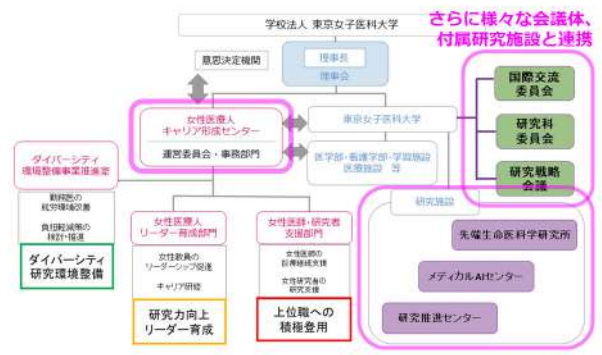 学校法人 東京女子医科大学
さらに様々な会議体、
付属研究施設と連携
理事長
理事会
意思決定機関
国際交流
委員会
女性医療人
キャリア形成センター
運営委員会・事務部門
東京女子医科大学
研究科
委員会
医学部・看護学部・学術施設
医療施設 等
研究戦略
会議
ダイバーシティ
環境整備事業推進室
勤務医の
就労環境改善
負担軽減策の
検討・推進
ダイバーシティ
研究環境整備
女性医療人
リーダー育成部門
女性教員の
リーダーシップ促進
キャリア研修
研究力向上
リーダー育成
女性医師・研究者
支援部門
女性医師の
診療継続支援
女性研究者の
研究支援
上位職への
積極登用
研究施設
先端生命医科学研究所
メディカルAIセンター
研究推進センター